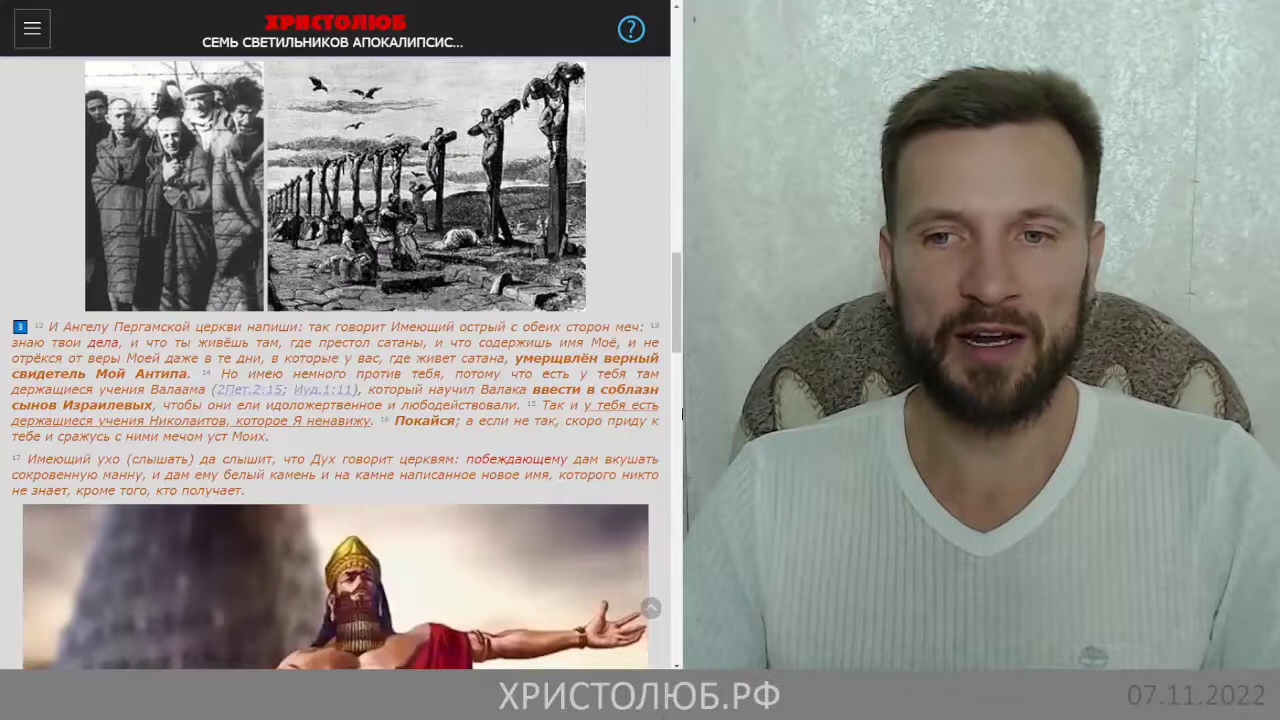 ХРИСТОЛЮБ
СЕМЬ СВЕТИЛЬНИКОВ АПОКАЛИПСИС...
?
3 12 И Ангелу Пергамской церкви напиши: так говорит Имеющий острый с обеих сторон меч: 13
знаю твои дела, и что ты живёшь там, где престол сатаны, и что содержишь имя Моё, и не
отрёкся от веры Моей даже в те дни, в которые у вас, где живет сатана, умерщвлён верный
свидетель Мой Антипа. 14 Но имею немного против тебя, потому что есть у тебя там
держащиеся учения Валаама (2Пет.2:15; Иуд.1:11), который научил Валака ввести в соблазн
сынов Израилевых, чтобы они ели идоложертвенное и любодействовали. 15 Так и у тебя есть
держащиеся учения Николаитов, которое Я ненавижу. 16 Покайся; а если не так, скоро приду к
тебе и сражусь с ними мечом уст Моих.
17 Имеющий ухо (слышать) да слышит, что Дух говорит церквям: побеждающему дам вкушать
сокровенную манну, и дам ему белый камень и на камне написанное новое имя, которого никто
не знает, кроме того, кто получает.
ХРИСТОЛЮБ.РФ
07.11.2022